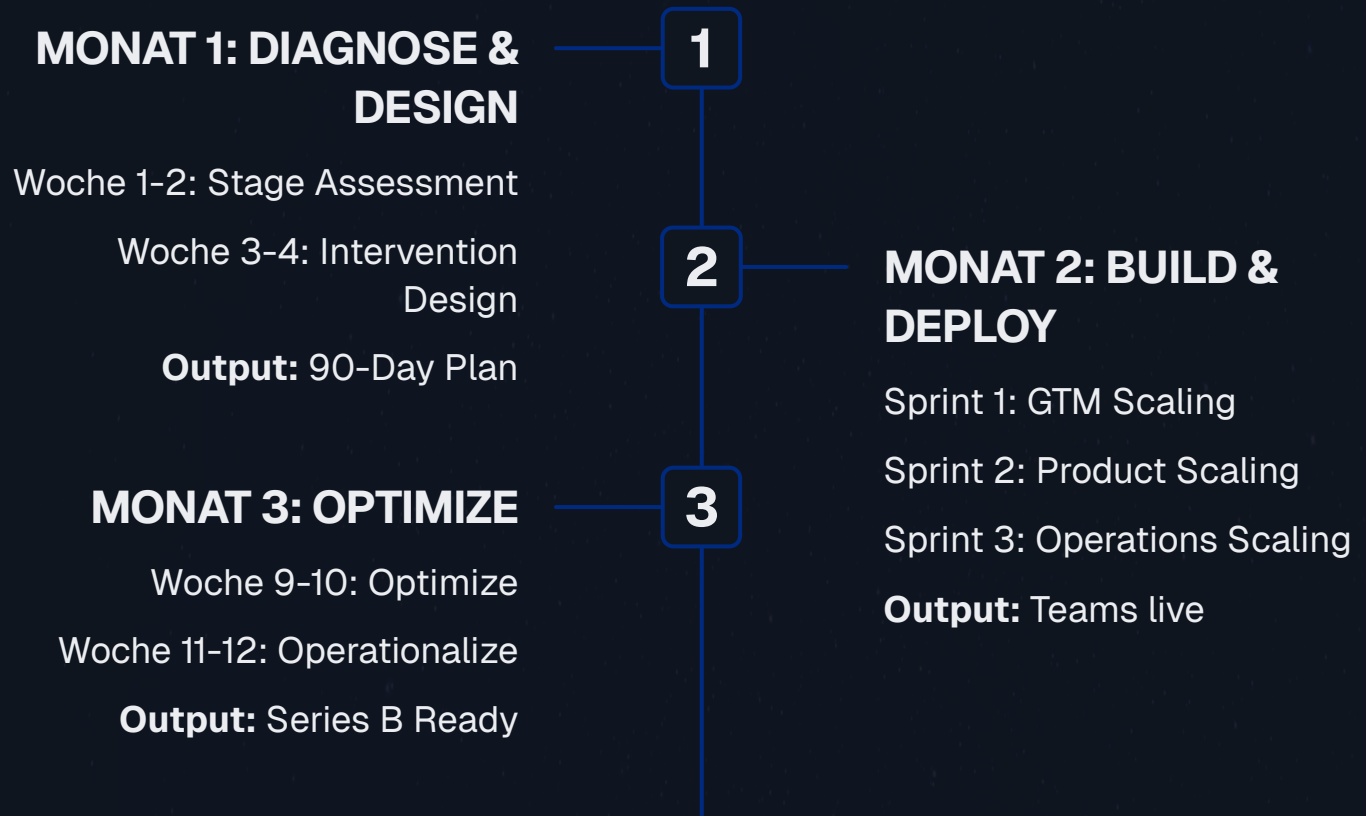 MONAT 1: DIAGNOSE &
DESIGN
Woche 1-2: Stage Assessment
Woche 3-4: Intervention
Design
Output: 90-Day Plan
1
2
MONAT 2: BUILD &
DEPLOY
Sprint 1: GTM Scaling
Sprint 2: Product Scaling
Sprint 3: Operations Scaling
Output: Teams live
MONAT 3: OPTIMIZE
3
Woche 9-10: Optimize
Woche 11-12: Operationalize
Output: Series B Ready